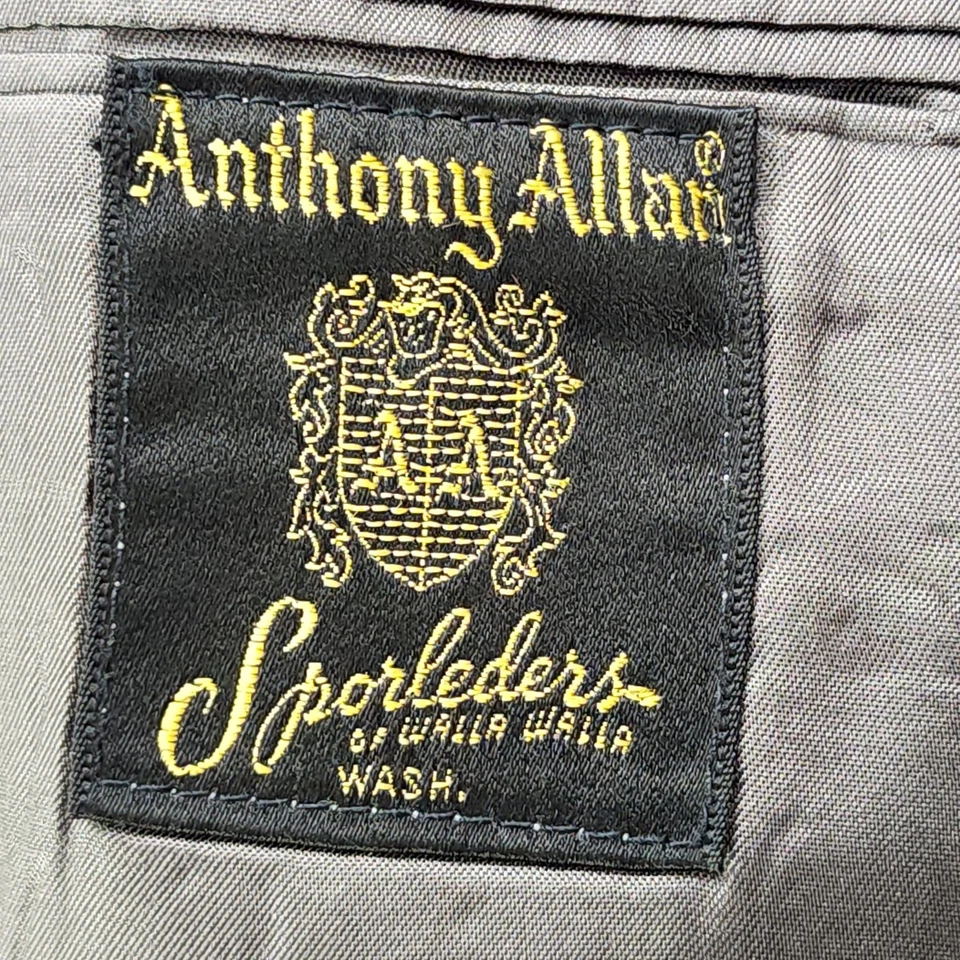 Anthony Allan®
AA
Sporleders
OF WALLA WALLA
WASH.